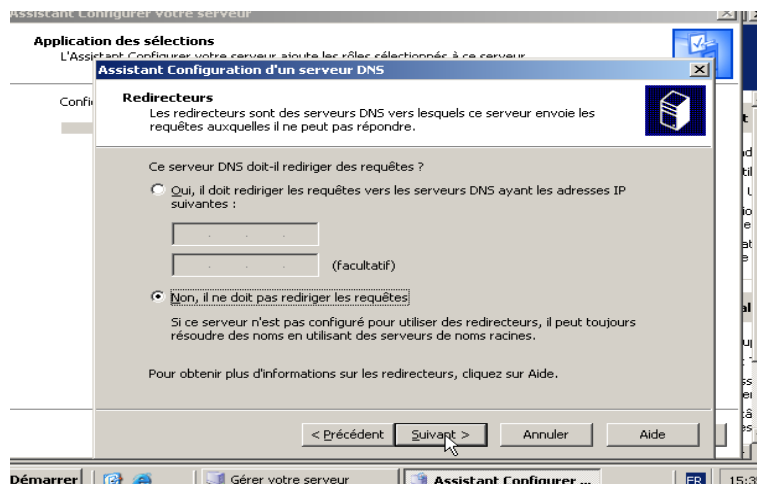 Assistant Configurer votre serveur
Application des sélections
L'Assistant Configurer votre serveur ajoute les rôles sélectionnés à ce serveur
Assistant Configuration d'un serveur DNS
Redirecteurs
Les redirecteurs sont des serveurs DNS vers lesquels ce serveur envoie les
requêtes auxquelles il ne peut pas répondre.
Ce serveur DNS doit-il rediriger des requêtes ?
Oui, il doit rediriger les requêtes vers les serveurs DNS ayant les adresses IP
suivantes :
(facultatif)
Non, il ne doit pas rediriger les requêtes
Si ce serveur n'est pas configuré pour utiliser des redirecteurs, il peut toujours
résoudre des noms en utilisant des serveurs de noms racines.
Pour obtenir plus d'informations sur les redirecteurs, cliquez sur Aide.
< Précédent Suivant > Annuler Aide
Démarrer Gérer votre serveur Assistant Configurer ... FR